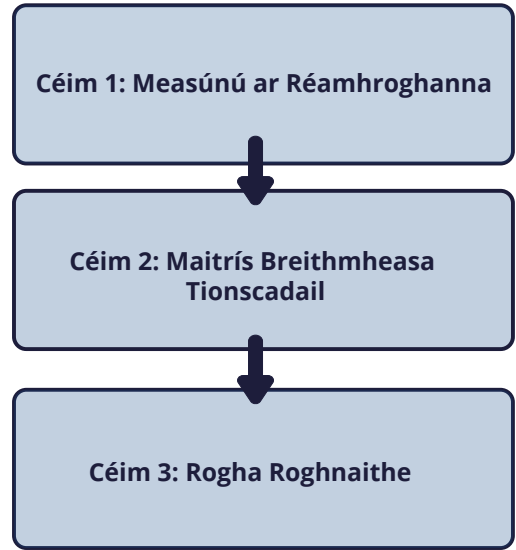 Céim 1: Measúnú ar Réamhroghanna
Céim 2: Maitrís Breithmheasa
Tionscadail
Céim 3: Rogha Roghnaithe